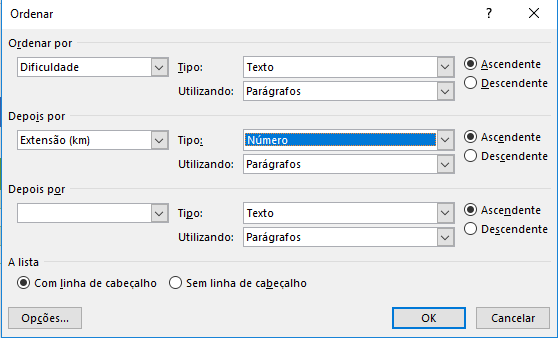 Ordenar ? ×
Ordenar por
Dificuldade Tipo: Texto Ascendente
Utilizando: Parágrafos Descendente
Depois por
Extensão (km) Tipo: Número Ascendente
Utilizando: Parágrafos Descendente
Depois por
Tipo: Texto Ascendente
Utilizando: Parágrafos Descendente
A lista
Com linha de cabeçalho Sem linha de cabeçalho
Opções... OK Cancelar